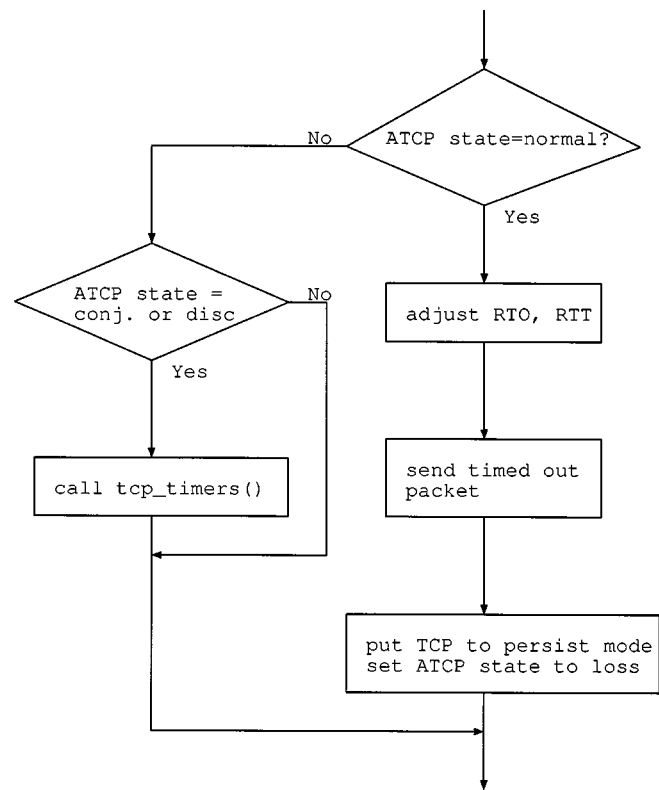 ATCP state=normal?
No
Yes
ATCP state =
conj. or disc
No
Yes
adjust RTO, RTT
call tcp_timers()
send timed out
packet
put TCP to persist mode
set ATCP state to loss